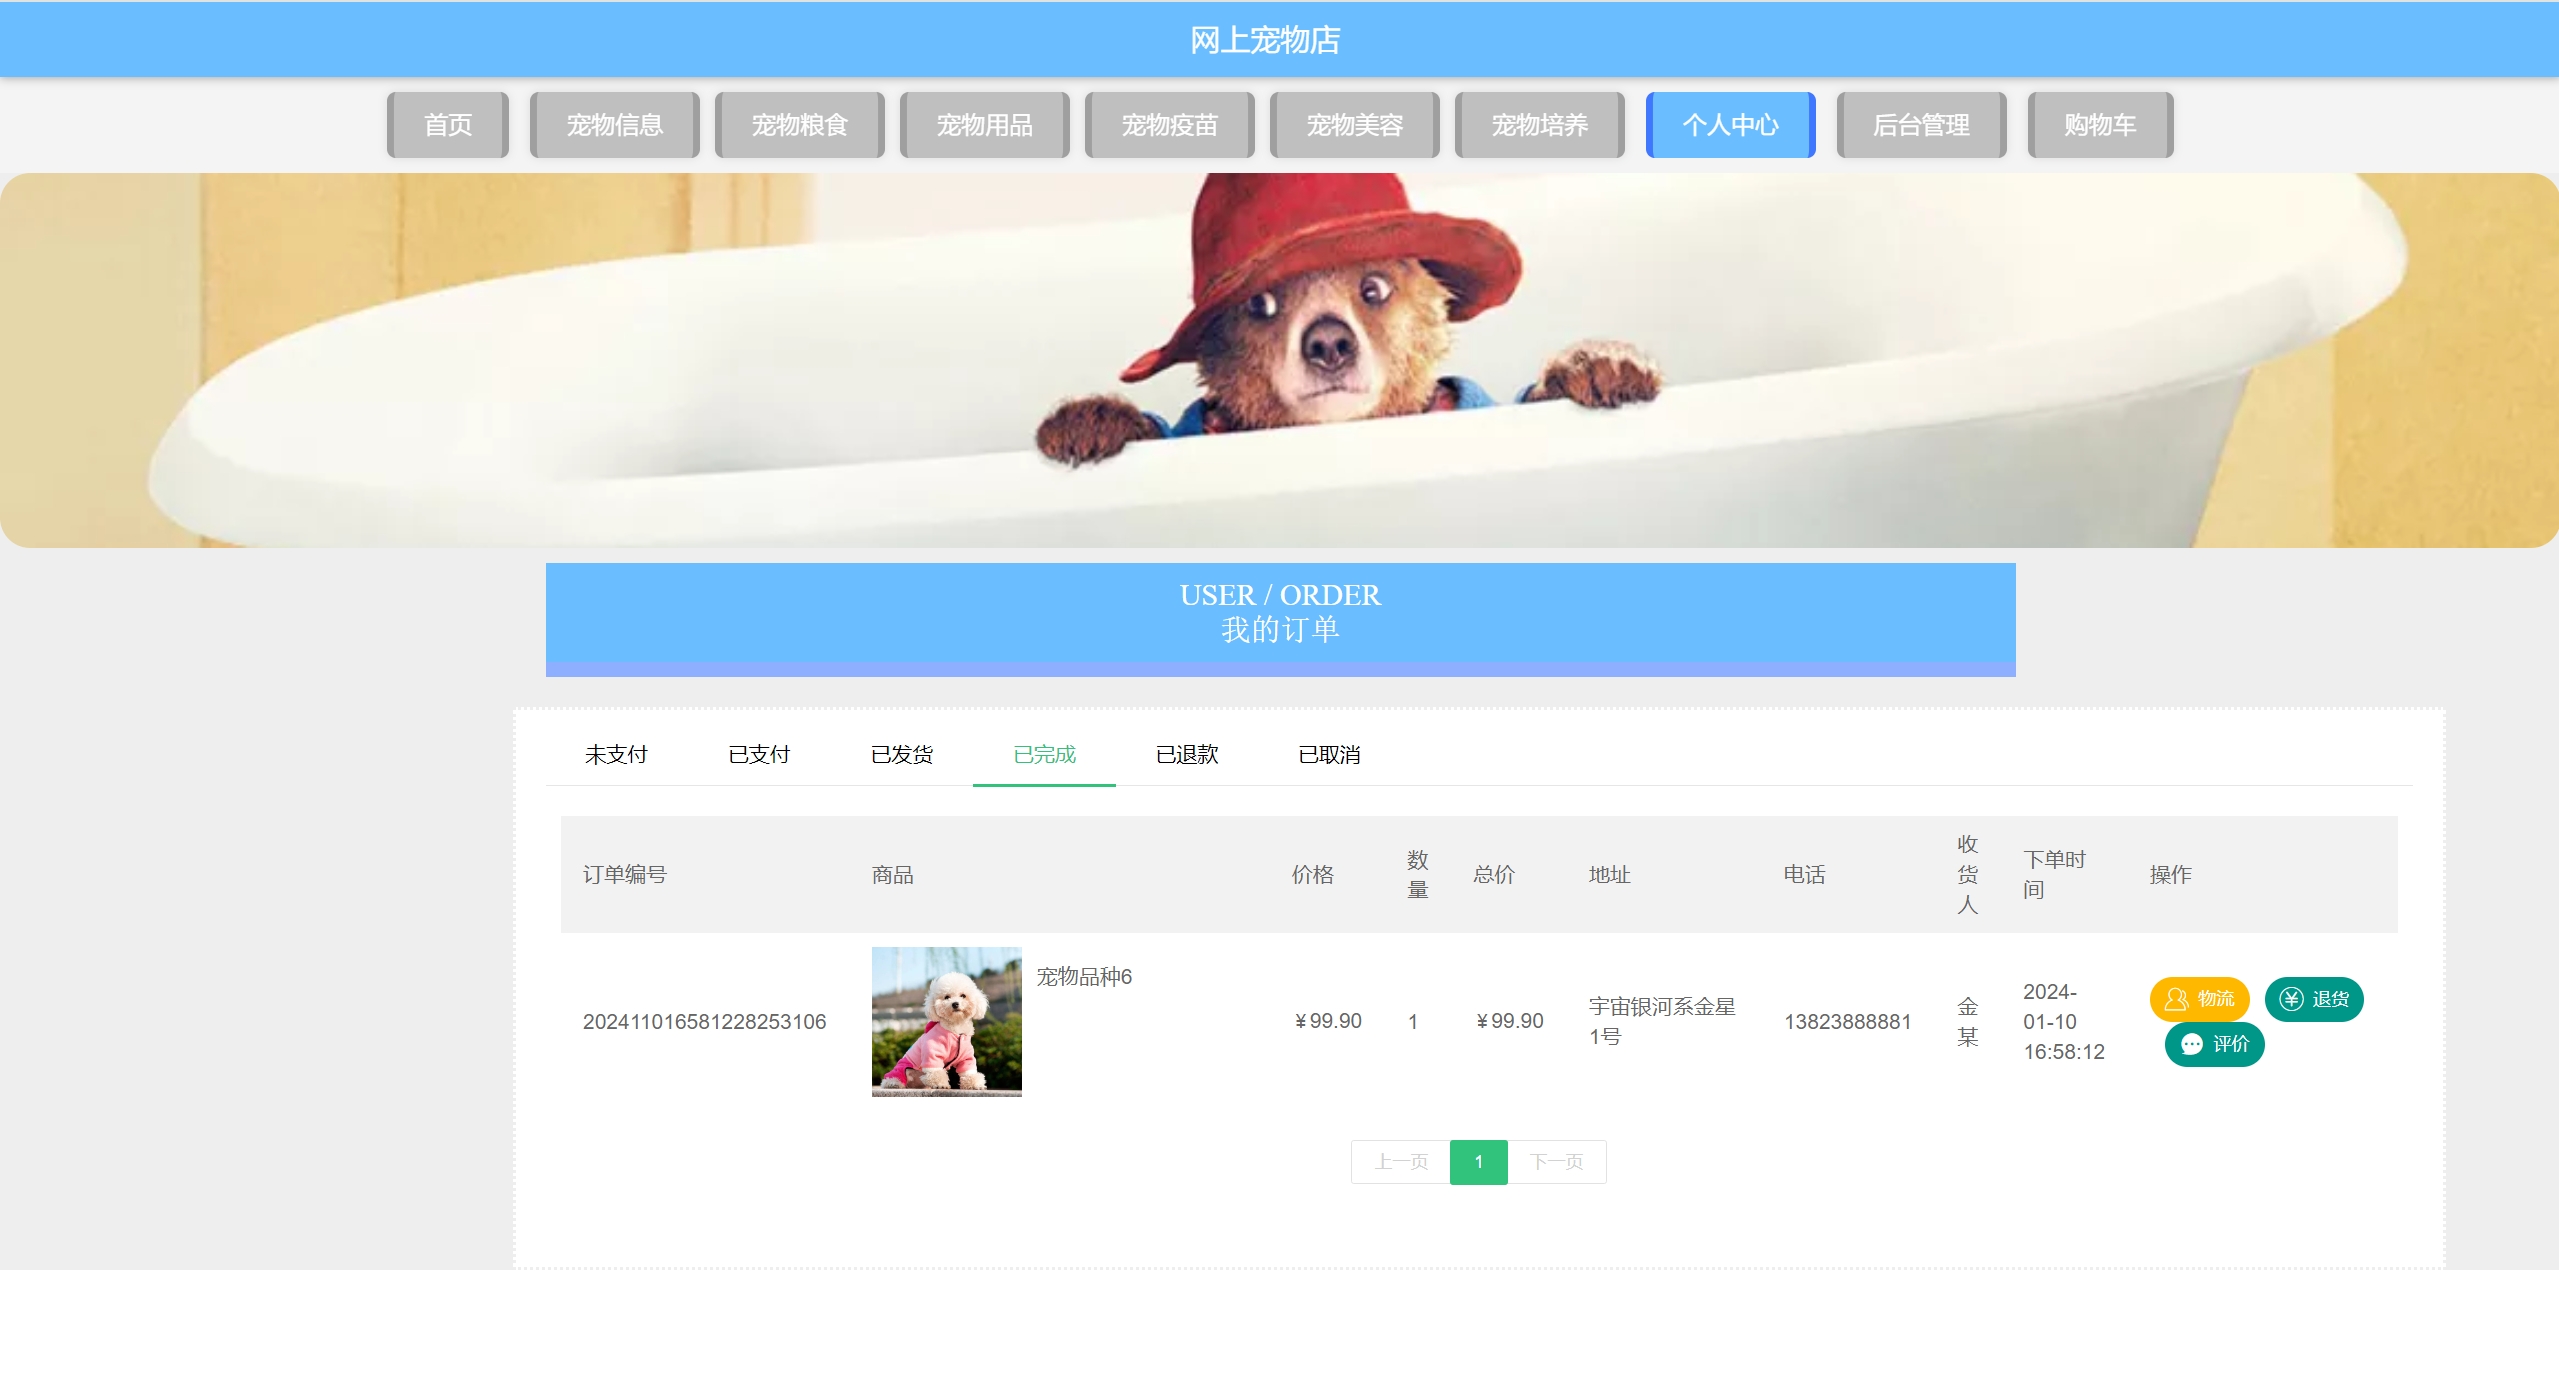 网上宠物店
首页 宠物信息 宠物粮食 宠物用品 宠物疫苗 宠物美容 宠物培养 个人中心 后台管理 购物车
USER / ORDER
我的订单
未支付 已支付 已发货 已完成 已退款 已取消
订单编号 商品 价格 数量 总价 地址 电话 收货人 下单时间 操作
202411016581228253106 宠物品种6 ￥99.90 1 ￥99.90 宇宙银河系金星1号 13823888881 金某 2024-01-10 16:58:12 物流 退货
评价
上一页 1 下一页